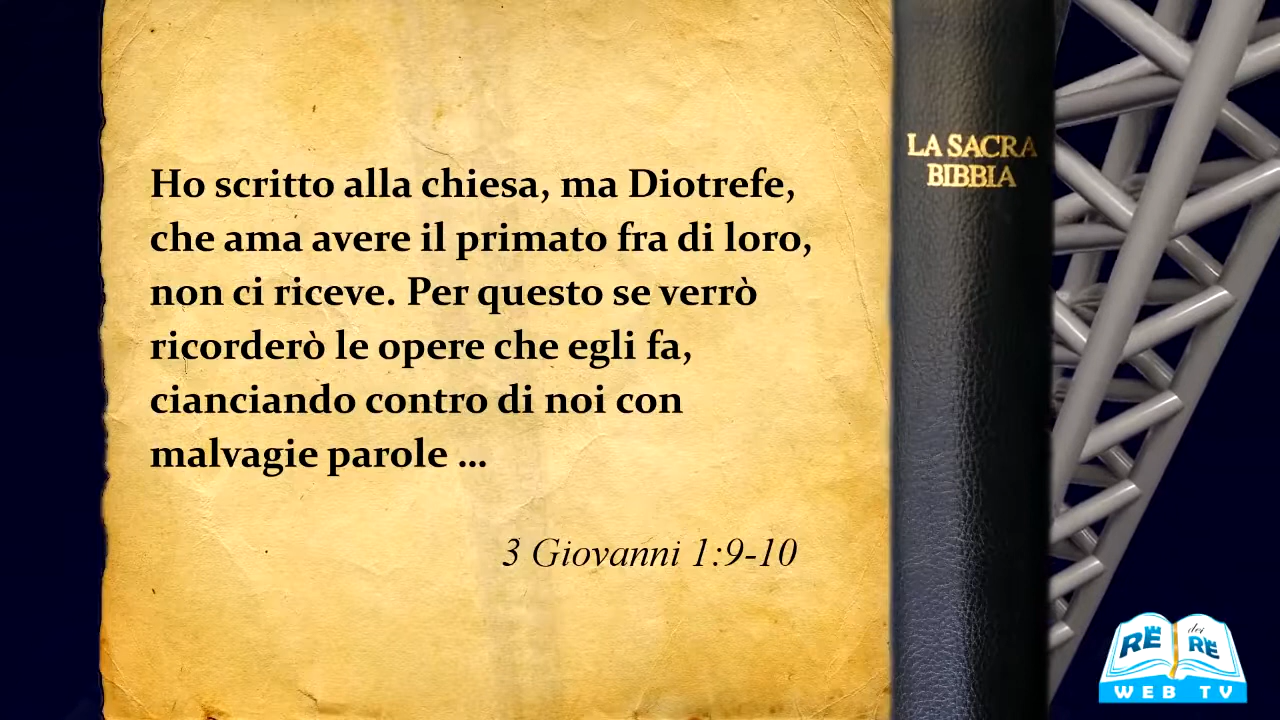 Ho scritto alla chiesa, ma Diotrefe,
che ama avere il primato fra di loro,
non ci riceve. Per questo se verrò
ricorderò le opere che egli fa,
cianciando contro di noi con
malvagie parole ...
3 Giovanni 1:9-10
LA SACRA
BIBBIA
RE dei RE
WEB TV